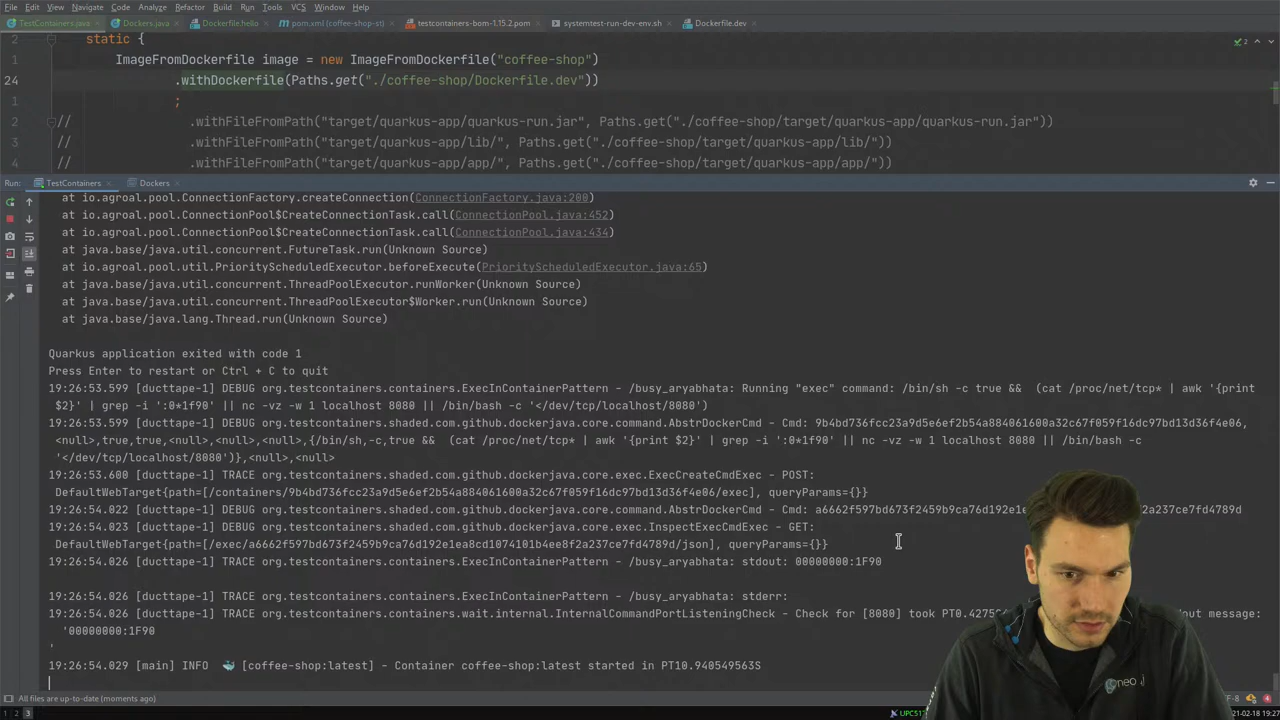 File Edit View Navigate Code Analyze Refactor Build Run Tools VCS Window Help
TestContainers.java Dockers.java Dockerfile.hello pom.xml (coffee-shop-st) testcontainers-bom-1.15.2.pom systemtest-run-dev-env.sh Dockerfile.dev
2 static {
1 ImageFromDockerfile image = new ImageFromDockerfile("coffee-shop")
24 .withDockerfile(Paths.get("./coffee-shop/Dockerfile.dev"))
1 ;
2 // .withFileFromPath("target/quarkus-app/quarkus-run.jar", Paths.get("./coffee-shop/target/quarkus-app/quarkus-run.jar"))
3 // .withFileFromPath("target/quarkus-app/lib/", Paths.get("./coffee-shop/target/quarkus-app/lib/"))
4 // .withFileFromPath("target/quarkus-app/app/", Paths.get("./coffee-shop/target/quarkus-app/app/"))
2
Run: TestContainers Dockers
at io.agroal.pool.ConnectionFactory.createConnection(ConnectionFactory.java:200)
at io.agroal.pool.ConnectionPool$CreateConnectionTask.call(ConnectionPool.java:452)
at io.agroal.pool.ConnectionPool$CreateConnectionTask.call(ConnectionPool.java:434)
at java.base/java.util.concurrent.FutureTask.run(Unknown Source)
at io.agroal.pool.util.PriorityScheduledExecutor.beforeExecute(PriorityScheduledExecutor.java:65)
at java.base/java.util.concurrent.ThreadPoolExecutor.runWorker(Unknown Source)
at java.base/java.util.concurrent.ThreadPoolExecutor$Worker.run(Unknown Source)
at java.base/java.lang.Thread.run(Unknown Source)
Quarkus application exited with code 1
Press Enter to restart or Ctrl + C to quit
19:26:53.599 [ducttape-1] DEBUG org.testcontainers.containers.ExecInContainerPattern - /busy_aryabhata: Running "exec" command: /bin/sh -c true && (cat /proc/net/tcp* | awk '{print
$2}' | grep -i ':0*1f90' || nc -vz -w 1 localhost 8080 || /bin/bash -c '</dev/tcp/localhost/8080')
19:26:53.599 [ducttape-1] DEBUG org.testcontainers.shaded.com.github.dockerjava.core.command.AbstrDockerCmd - Cmd: 9b4bd736fcc23a9d5e6ef2b54a884061600a32c67f059f16dc97bd13d36f4e06,
<null>,true,true,<null>,<null>,<null>,{/bin/sh,-c,true && (cat /proc/net/tcp* | awk '{print $2}' | grep -i ':0*1f90' || nc -vz -w 1 localhost 8080 || /bin/bash -c
'</dev/tcp/localhost/8080')},<null>,<null>
19:26:53.600 [ducttape-1] TRACE org.testcontainers.shaded.com.github.dockerjava.core.exec.ExecCreateCmdExec - POST:
DefaultWebTarget{path=[/containers/9b4bd736fcc23a9d5e6ef2b54a884061600a32c67f059f16dc97bd13d36f4e06/exec], queryParams={}}
19:26:54.022 [ducttape-1] DEBUG org.testcontainers.shaded.com.github.dockerjava.core.command.AbstrDockerCmd - Cmd: a6662f597bd673f2459b9ca76d192e a237ce7fd4789d
19:26:54.023 [ducttape-1] DEBUG org.testcontainers.shaded.com.github.dockerjava.core.exec.InspectExecCmdExec - GET:
DefaultWebTarget{path=[/exec/a6662f597bd673f2459b9ca76d192e1ea8cd1074101b4ee8f2a237ce7fd4789d/json], queryParams={}}
19:26:54.026 [ducttape-1] TRACE org.testcontainers.containers.ExecInContainerPattern - /busy_aryabhata: stdout: 00000000:1F90
19:26:54.026 [ducttape-1] TRACE org.testcontainers.containers.ExecInContainerPattern - /busy_aryabhata: stderr:
19:26:54.026 [ducttape-1] TRACE org.testcontainers.containers.wait.internal.InternalCommandPortListeningCheck - Check for [8080] took message:
'00000000:1F90
'
19:26:54.029 [main] INFO 🐳 [coffee-shop:latest] - Container coffee-shop:latest started in PT10.940549563S
neo
All files are up-to-date (moments ago)
1 2 3
21-02-18 19:27